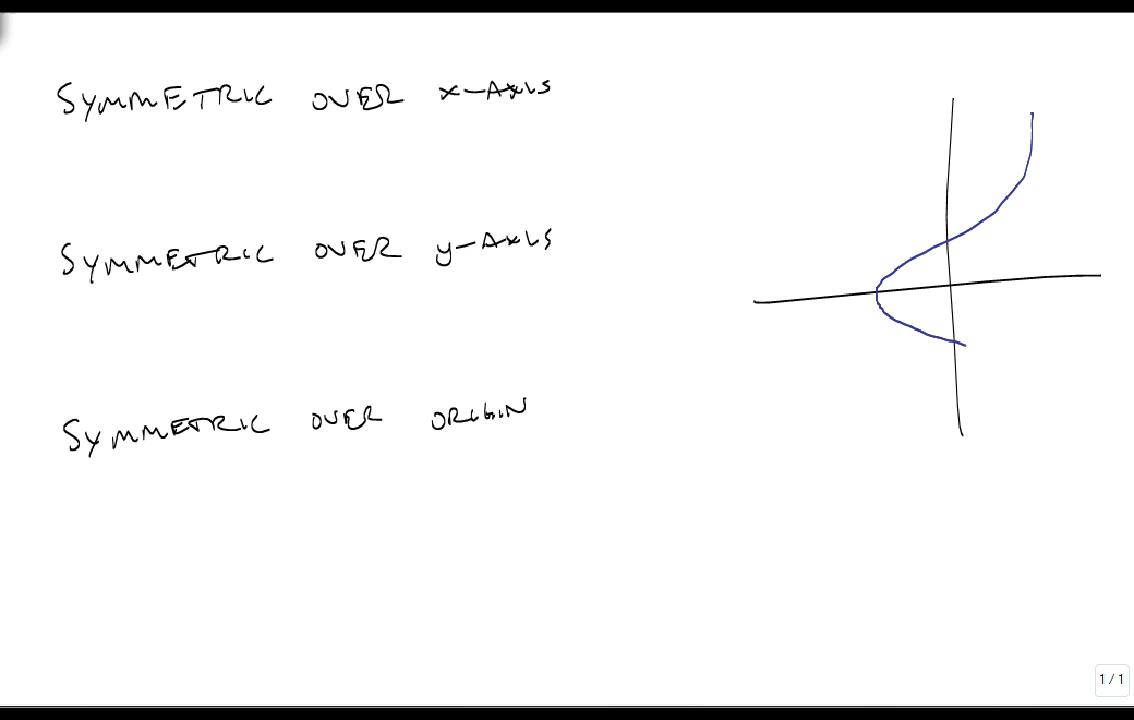 SYMMETRIC OVER x-AXIS
SYMMETRIC OVER y-AXIS
SYMMETRIC OVER ORIGIN
1 / 1